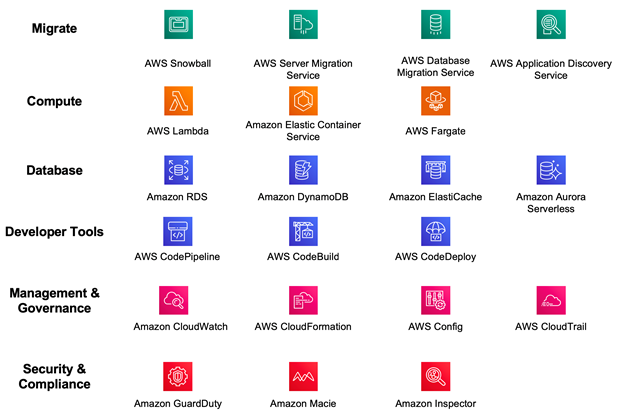 Migrate
AWS Snowball
AWS Server Migration
Service
AWS Database
Migration Service
AWS Application Discovery
Service
Compute
AWS Lambda
Amazon Elastic Container
Service
AWS Fargate
Database
Amazon RDS
Amazon DynamoDB
Amazon ElastiCache
Amazon Aurora
Serverless
Developer Tools
AWS CodePipeline
AWS CodeBuild
AWS CodeDeploy
Management &
Governance
Amazon CloudWatch
AWS CloudFormation
AWS Config
AWS CloudTrail
Security &
Compliance
Amazon GuardDuty
Amazon Macie
Amazon Inspector